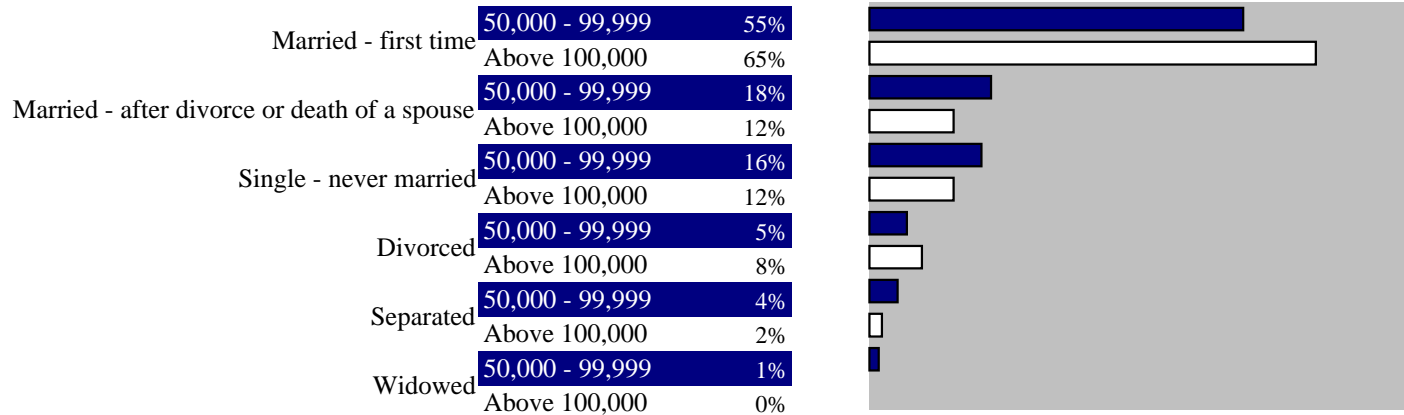 Married - first time
50,000 - 99,999 55%
Above 100,000 65%
Married - after divorce or death of a spouse
50,000 - 99,999 18%
Above 100,000 12%
Single - never married
50,000 - 99,999 16%
Above 100,000 12%
Divorced
50,000 - 99,999 5%
Above 100,000 8%
Separated
50,000 - 99,999 4%
Above 100,000 2%
Widowed
50,000 - 99,999 1%
Above 100,000 0%